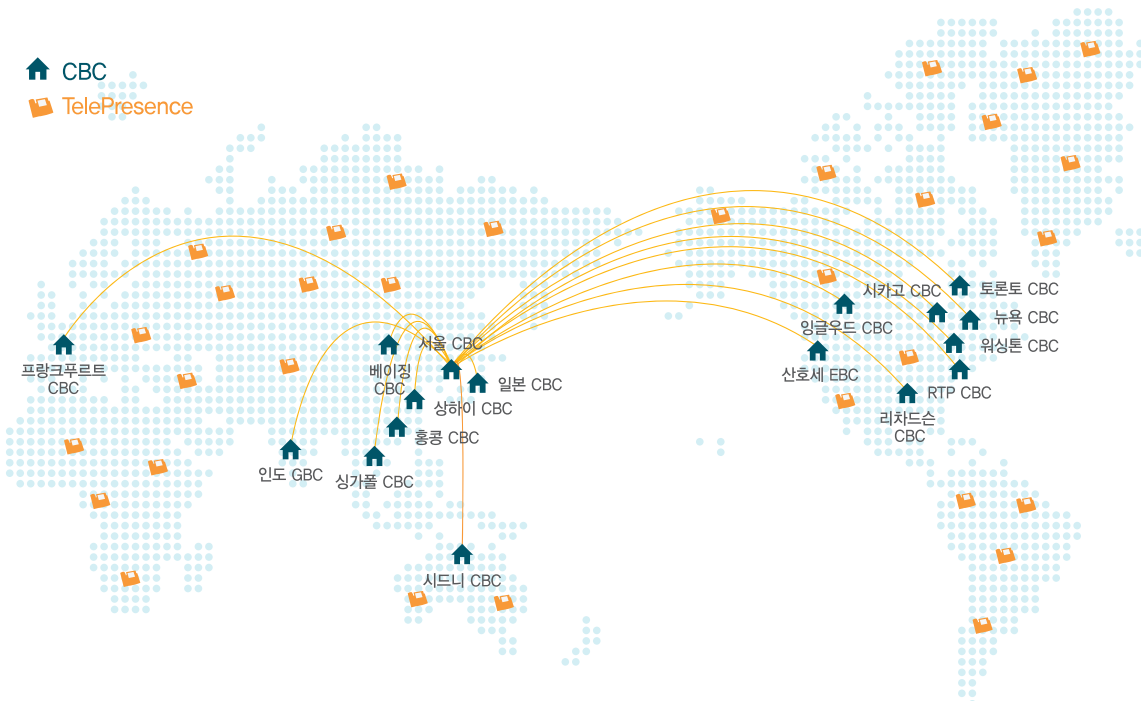 CBC
TelePresence
시카고 CBC
토론토 CBC
잉글우드 CBC
뉴욕 CBC
서울 CBC
워싱톤 CBC
프랑크푸르트
CBC
베이징
CBC
산호세 EBC
일본 CBC
RTP CBC
상하이 CBC
리차드슨
CBC
홍콩 CBC
인도 GBC
싱가폴 CBC
시드니 CBC